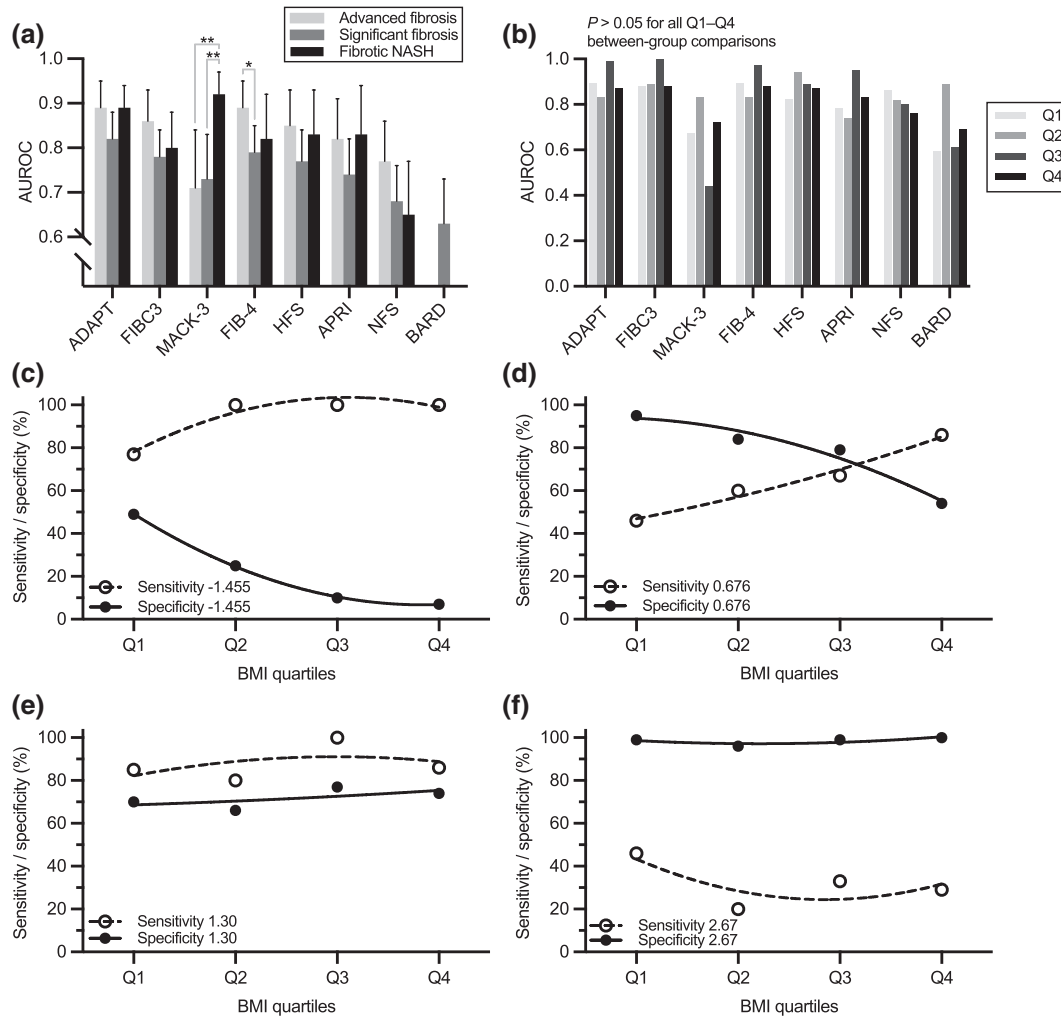 (a)
Advanced fibrosis
Significant fibrosis
Fibrotic NASH
**
**
*
1.0
0.9
0.8
0.7
0.6
AUROC
ADAPT
FIBC3
MACK-3
FIB-4
HFS
APRI
NFS
BARD
(b)
P > 0.05 for all Q1–Q4
between-group comparisons
1.0
0.8
0.6
0.4
0.2
0.0
AUROC
Q1
Q2
Q3
Q4
ADAPT
FIBC3
MACK-3
FIB-4
HFS
APRI
NFS
BARD
(c)
Sensitivity / specificity (%)
100
80
60
40
20
0
Sensitivity -1.455
Specificity -1.455
Q1 Q2 Q3 Q4
BMI quartiles
(d)
Sensitivity / specificity (%)
100
80
60
40
20
0
Sensitivity 0.676
Specificity 0.676
Q1 Q2 Q3 Q4
BMI quartiles
(e)
Sensitivity / specificity (%)
100
80
60
40
20
0
Sensitivity 1.30
Specificity 1.30
Q1 Q2 Q3 Q4
BMI quartiles
(f)
Sensitivity / specificity (%)
100
80
60
40
20
0
Sensitivity 2.67
Specificity 2.67
Q1 Q2 Q3 Q4
BMI quartiles